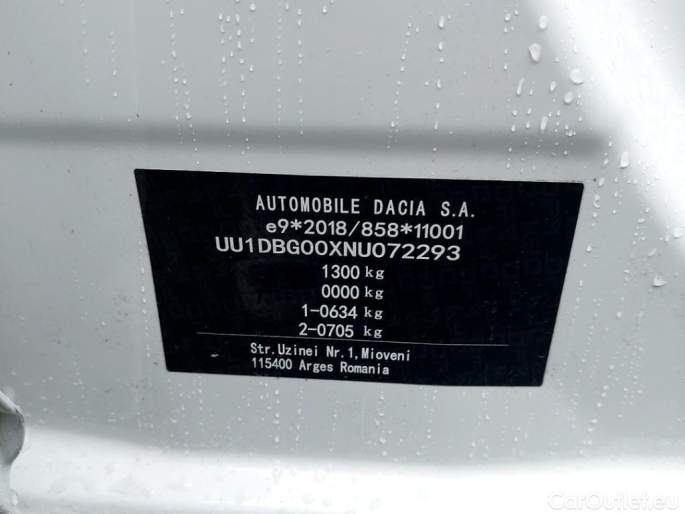 AUTOMOBILE DACIA S.A.
e9*2018/858*11001
UU1DBG00XNU072293
1300 kg
0000 kg
1-0634 kg
2-0705 kg
Str.Uzinei Nr.1,Mioveni
115400 Arges Romania
CarOutlet.eu